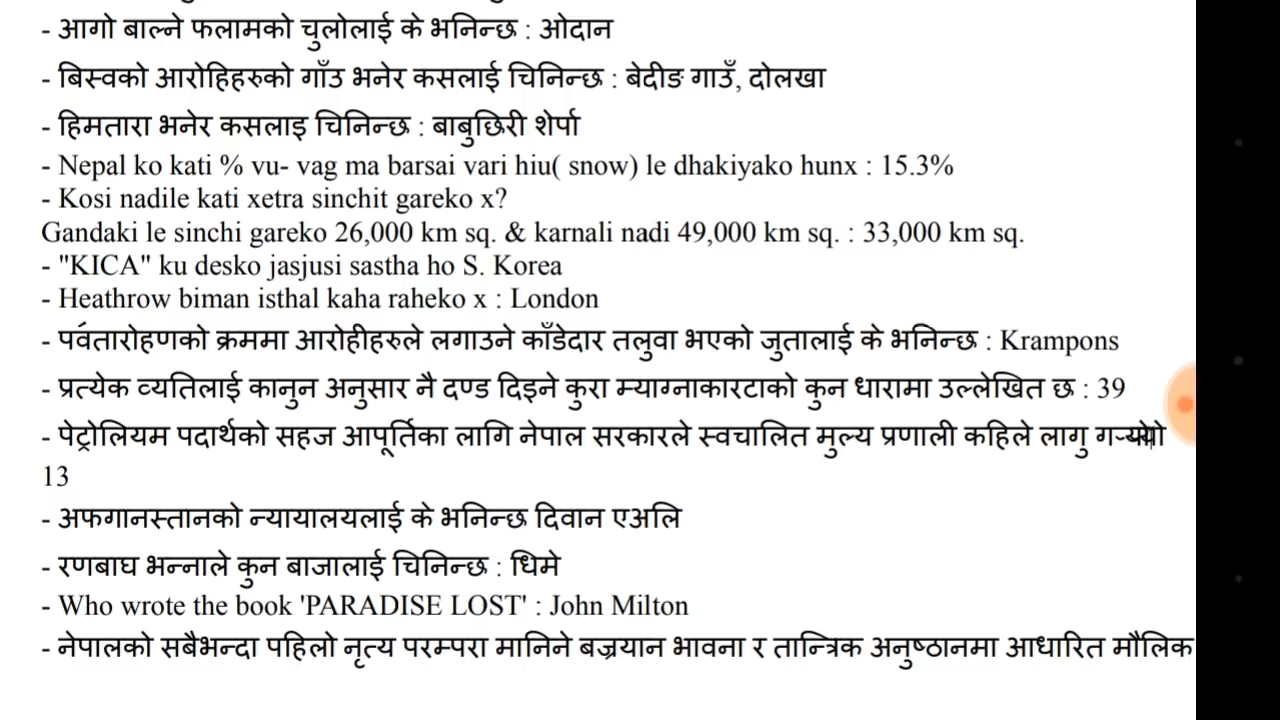 - आगो बाल्ने फलामको चुलोलाई के भनिन्छ : ओदान
- बिस्वको आरोहिहरुको गाँउ भनेर कसलाई चिनिन्छ : बेदीङ गाउँ, दोलखा
- हिमतारा भनेर कसलाइ चिनिन्छ : बाबुछिरी शेर्पा
- Nepal ko kati % vu- vag ma barsai vari hiu( snow) le dhakiyako hunx : 15.3%
- Kosi nadile kati xetra sinchit gareko x?
Gandaki le sinchi gareko 26,000 km sq. & karnali nadi 49,000 km sq. : 33,000 km sq.
- "KICA" ku desko jasjusi sastha ho S. Korea
- Heathrow biman isthal kaha raheko x : London
- पर्वतारोहणको क्रममा आरोहीहरुले लगाउने काँडेदार तलुवा भएको जुतालाई के भनिन्छ : Krampons
- प्रत्येक व्यतिलाई कानुन अनुसार नै दण्ड दिइने कुरा म्याग्नाकारटाको कुन धारामा उल्लेखित छ : 39
- पेट्रोलियम पदार्थको सहज आपूर्तिका लागि नेपाल सरकारले स्वचालित मुल्य प्रणाली कहिले लागु
13
- अफगानस्तानको न्यायालयलाई के भनिन्छ दिवान एअलि
- रणबाघ भन्नाले कुन बाजालाई चिनिन्छ : धिमे
- Who wrote the book 'PARADISE LOST' : John Milton
- नेपालको सबैभन्दा पहिलो नृत्य परम्परा मानिने बज्रयान भावना र तान्त्रिक अनुष्ठानमा आधारित मौलिक